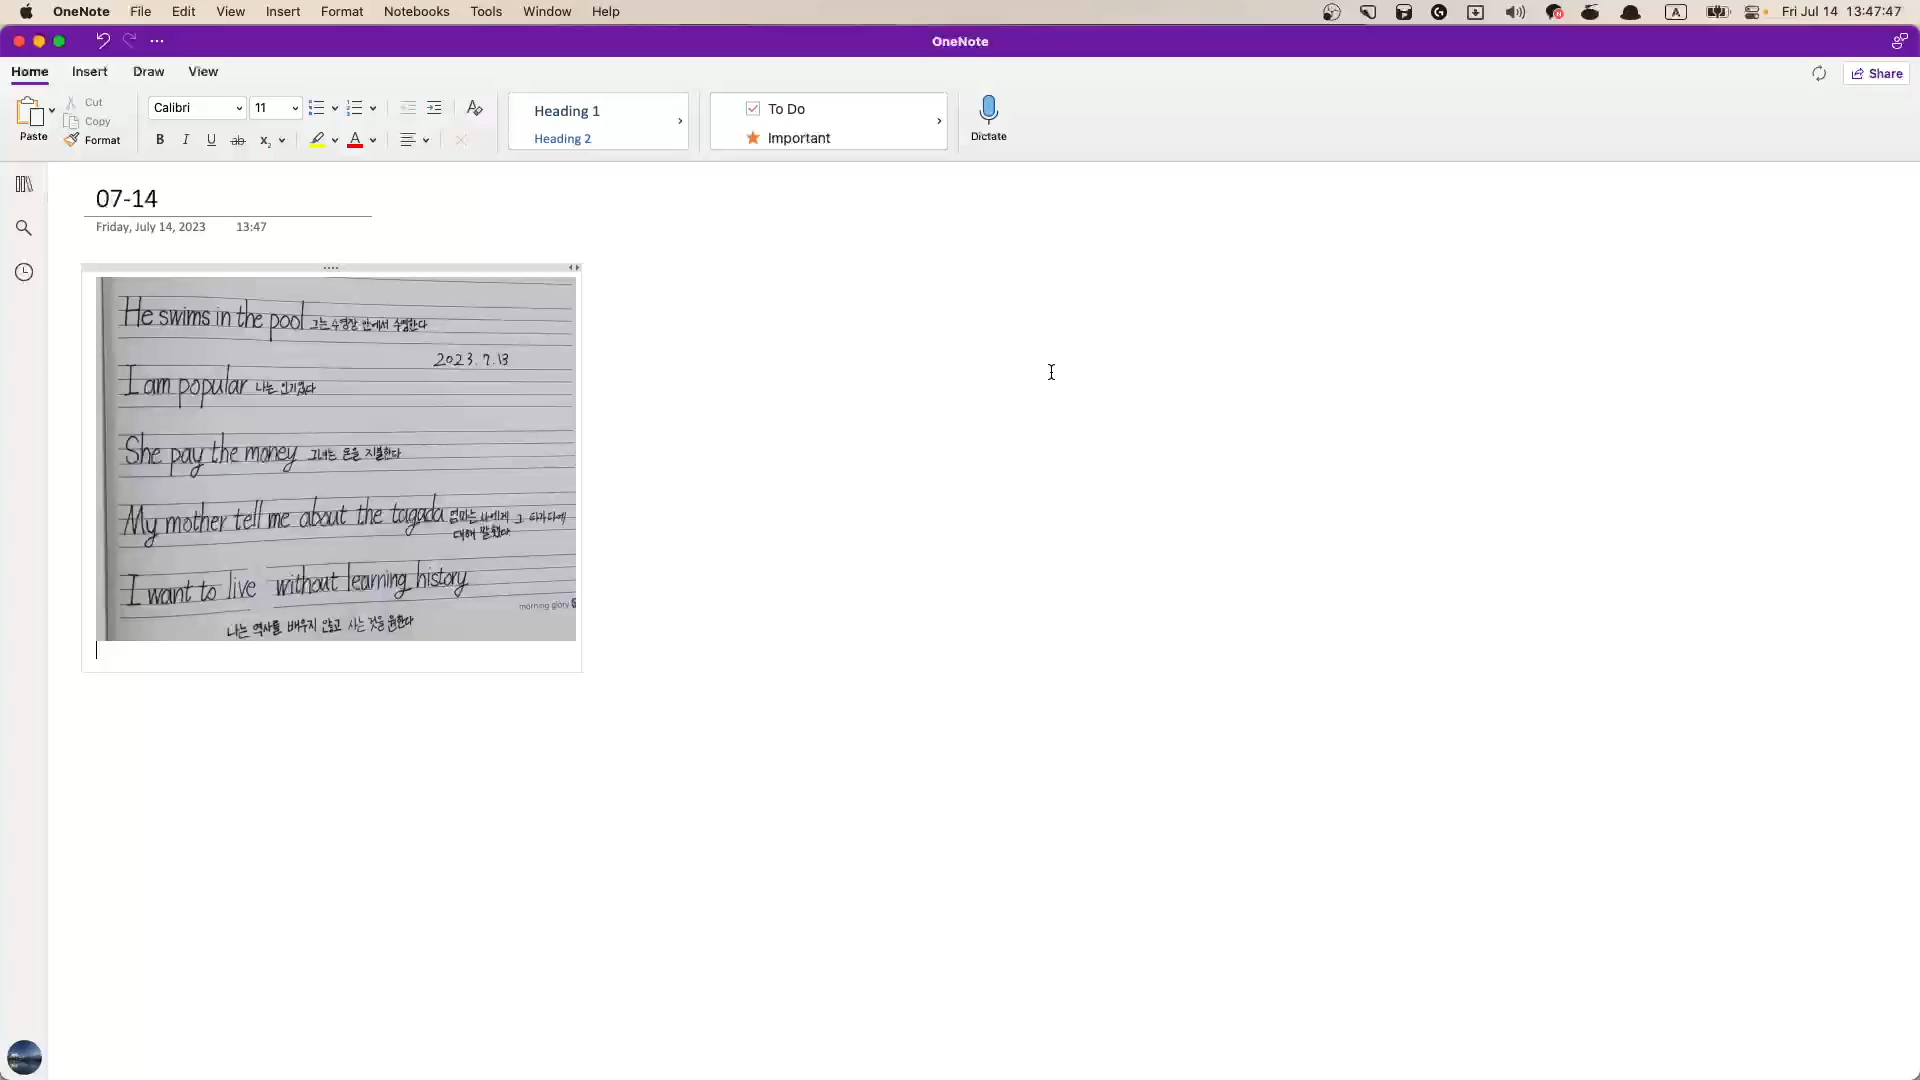 OneNote File Edit View Insert Format Notebooks Tools Window Help A Fri Jul 14 13:47:47
OneNote
Home Insert Draw View Share
Paste Cut Copy Format
Calibri 11
B I U ab x₂ A
Heading 1
Heading 2
To Do
Important
Dictate
07-14
Friday, July 14, 2023 13:47
He swims in the pool 그는 수영장 안에서 수영한다
2023.7.13
I am popular 나는 인기있다
She pay the money 그녀는 돈을 지불한다
My mother tell me about the tagada 엄마는 나에게 그 타가다에
대해 말했다
I want to live without learning history
morning glory
나는 역사를 배우지 않고 사는 것을 원한다